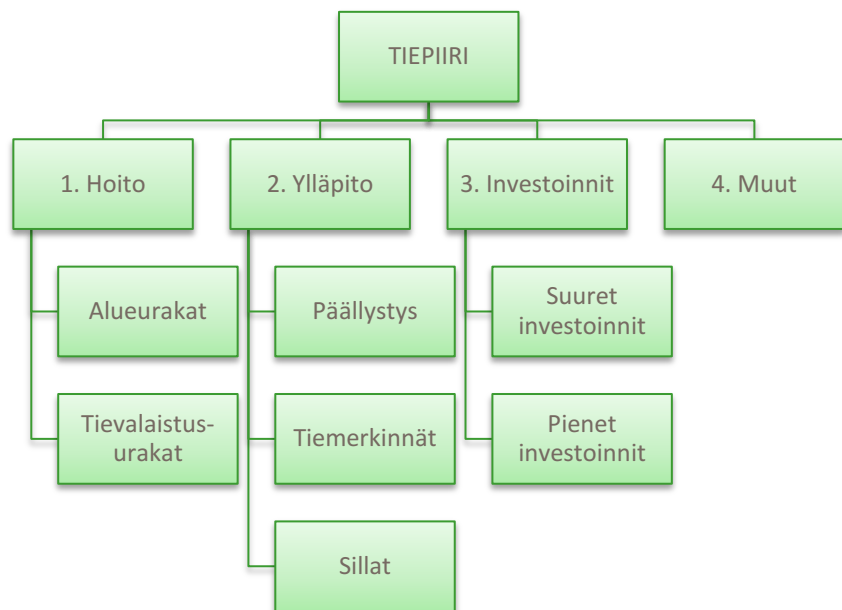 TIEPIIRI
1. Hoito
2. Ylläpito
3. Investoinnit
4. Muut
Alueurakat
Päällystys
Suuret
investoinnit
Tievalaistus-
urakat
Tiemerkinnät
Pienet
investoinnit
Sillat